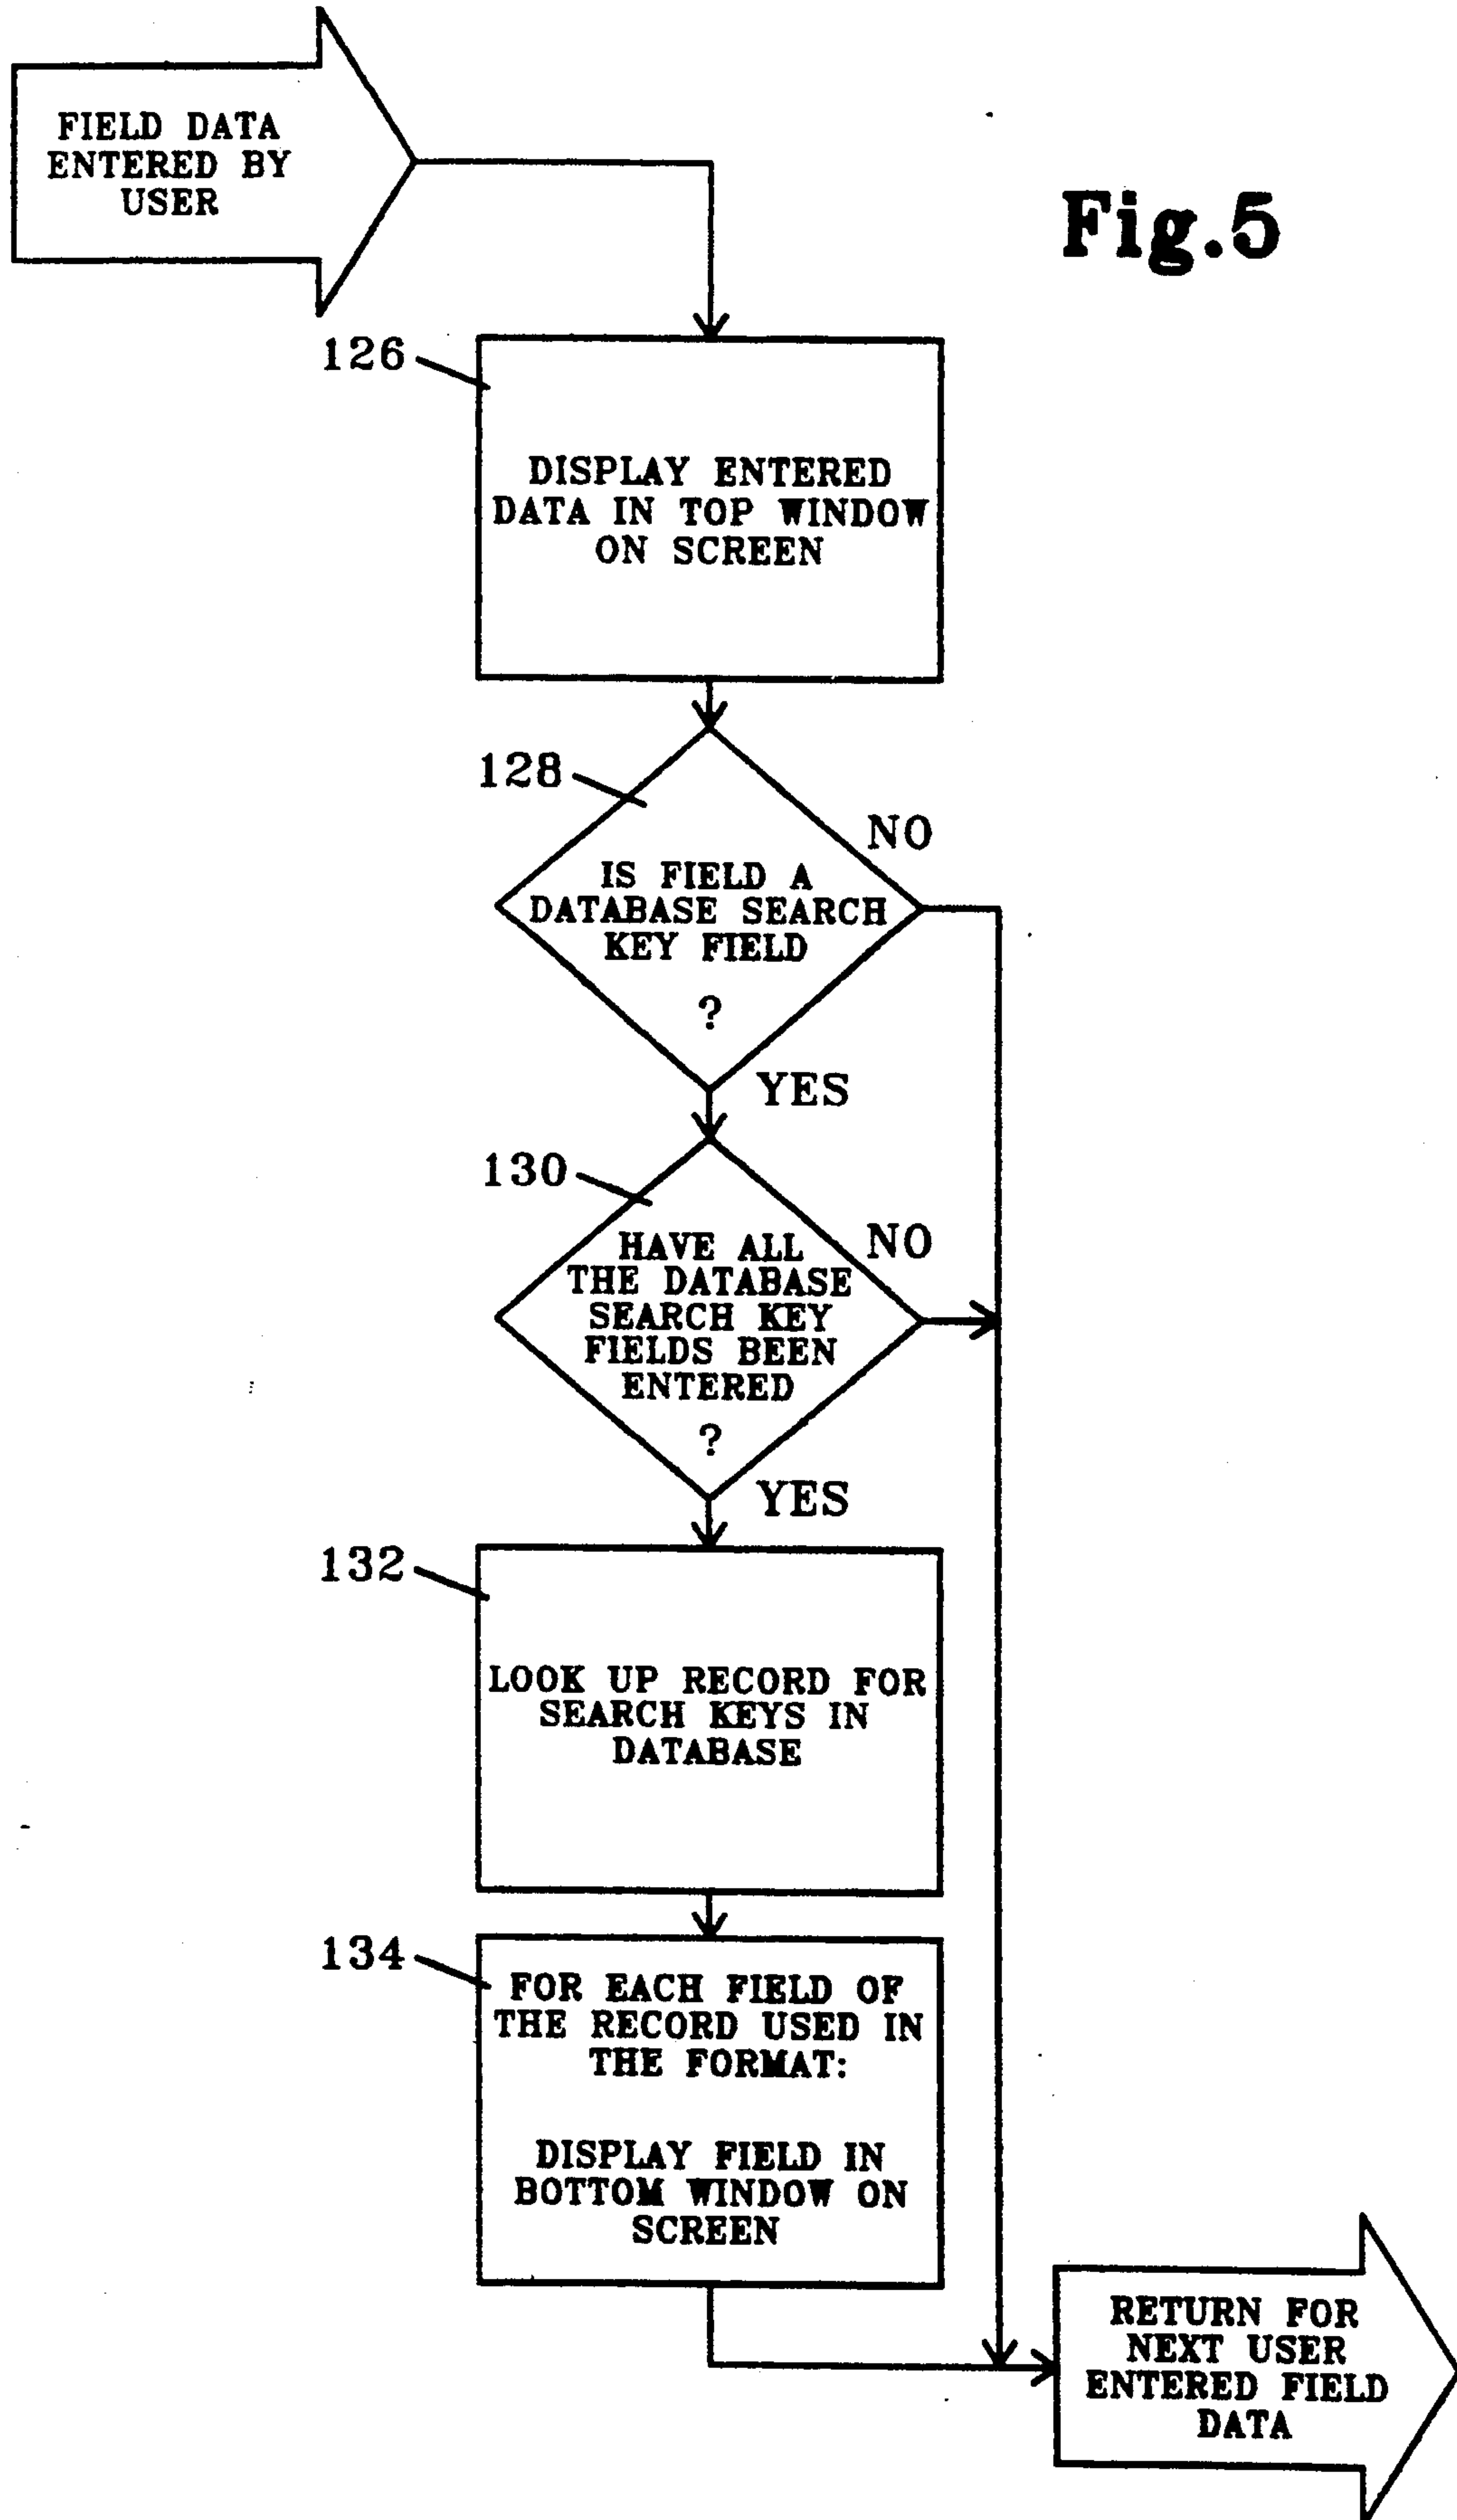 FIELD DATA
ENTERED BY
USER
Fig.5
126
DISPLAY ENTERED
DATA IN TOP WINDOW
ON SCREEN
128
NO
IS FIELD A
DATABASE SEARCH
KEY FIELD
?
YES
130
NO
HAVE ALL
THE DATABASE
SEARCH KEY
FIELDS BEEN
ENTERED
?
YES
132
LOOK UP RECORD FOR
SEARCH KEYS IN
DATABASE
134
FOR EACH FIELD OF
THE RECORD USED IN
THE FORMAT:
DISPLAY FIELD IN
BOTTOM WINDOW ON
SCREEN
RETURN FOR
NEXT USER
ENTERED FIELD
DATA